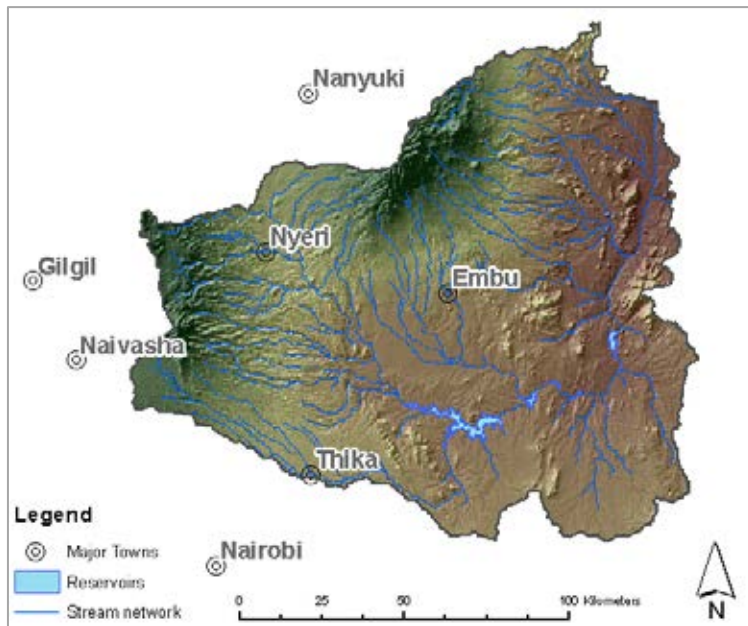 Nanyuki
Nyeri
Gilgil
Embu
Naivasha
Thika
Legend
Major Towns
Nairobi
Reservoirs
Stream network
0 25 50 100 Kilometers
N